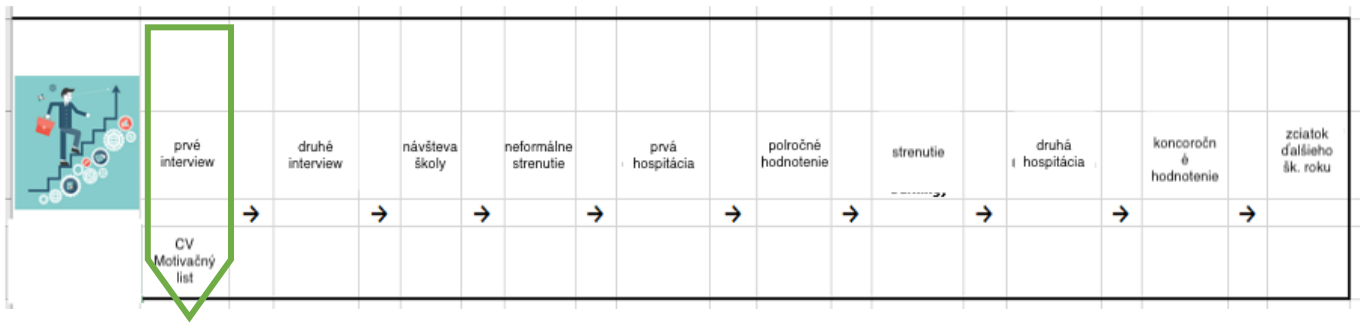 prvé
interview
druhé
interview
návšteva
školy
neformálne
strenutie
prvá
hospitácia
polročné
hodnotenie
strenutie
druhá
hospitácia
koncoročn
é
hodnotenie
zciatok
ďalšieho
šk. roku
→ → → → → → → → →
CV
Motivačný
list